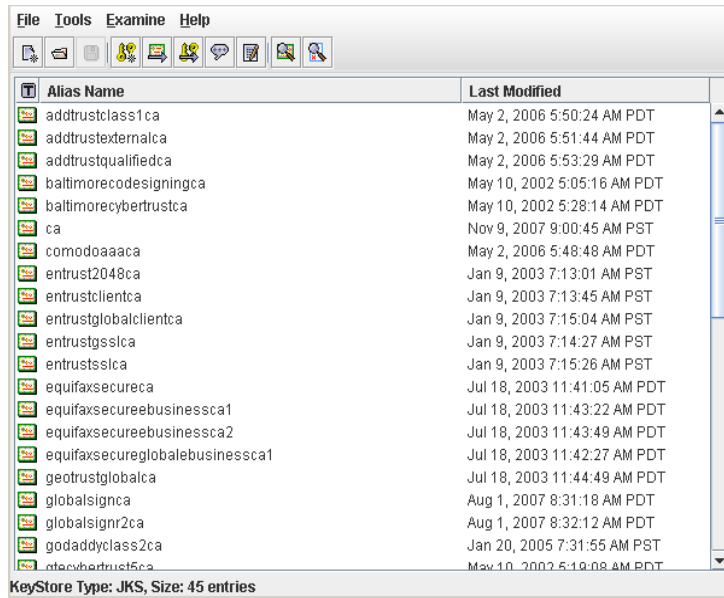 File Tools Examine Help
T Alias Name Last Modified
addtrustclass1ca May 2, 2006 5:50:24 AM PDT
addtrustexternalca May 2, 2006 5:51:44 AM PDT
addtrustqualifiedca May 2, 2006 5:53:29 AM PDT
baltimorecodesigningca May 10, 2002 5:05:16 AM PDT
baltimorecybertrustca May 10, 2002 5:28:14 AM PDT
ca Nov 9, 2007 9:00:45 AM PST
comodoaaaca May 2, 2006 5:48:48 AM PDT
entrust2048ca Jan 9, 2003 7:13:01 AM PST
entrustclientca Jan 9, 2003 7:13:45 AM PST
entrustglobalclientca Jan 9, 2003 7:15:04 AM PST
entrustgsslca Jan 9, 2003 7:14:27 AM PST
entrustsslca Jan 9, 2003 7:15:26 AM PST
equifaxsecureca Jul 18, 2003 11:41:05 AM PDT
equifaxsecureebusinessca1 Jul 18, 2003 11:43:22 AM PDT
equifaxsecureebusinessca2 Jul 18, 2003 11:43:49 AM PDT
equifaxsecureglobalebusinessca1 Jul 18, 2003 11:42:27 AM PDT
geotrustglobalca Jul 18, 2003 11:44:49 AM PDT
globalsignca Aug 1, 2007 8:31:18 AM PDT
globalsignr2ca Aug 1, 2007 8:32:12 AM PDT
godaddyclass2ca Jan 20, 2005 7:31:55 AM PST
gtecybertrust5ca May 10, 2002 5:19:08 AM PDT
KeyStore Type: JKS, Size: 45 entries